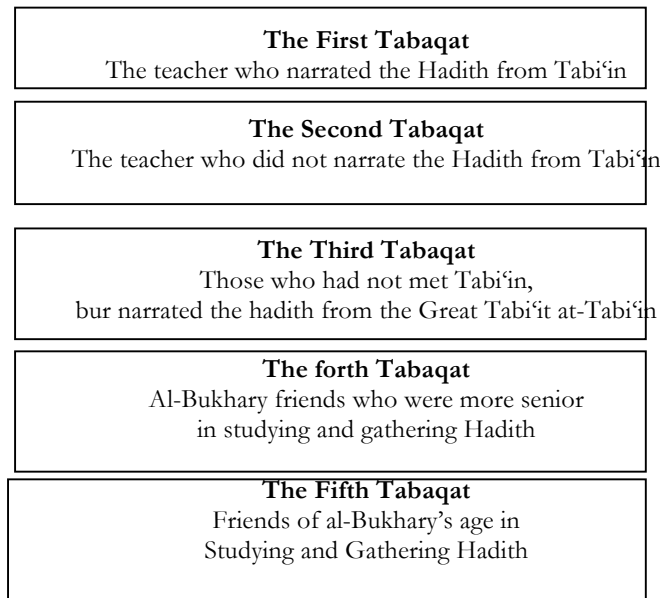 The First Tabaqat
The teacher who narrated the Hadith from Tabi‘in
The Second Tabaqat
The teacher who did not narrate the Hadith from Tabi‘in
The Third Tabaqat
Those who had not met Tabi‘in,
bur narrated the hadith from the Great Tabi‘it at-Tabi‘in
The forth Tabaqat
Al-Bukhary friends who were more senior
in studying and gathering Hadith
The Fifth Tabaqat
Friends of al-Bukhary’s age in
Studying and Gathering Hadith